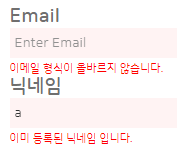 Email
Enter Email
이메일 형식이 올바르지 않습니다.
닉네임
a
이미 등록된 닉네임 입니다.